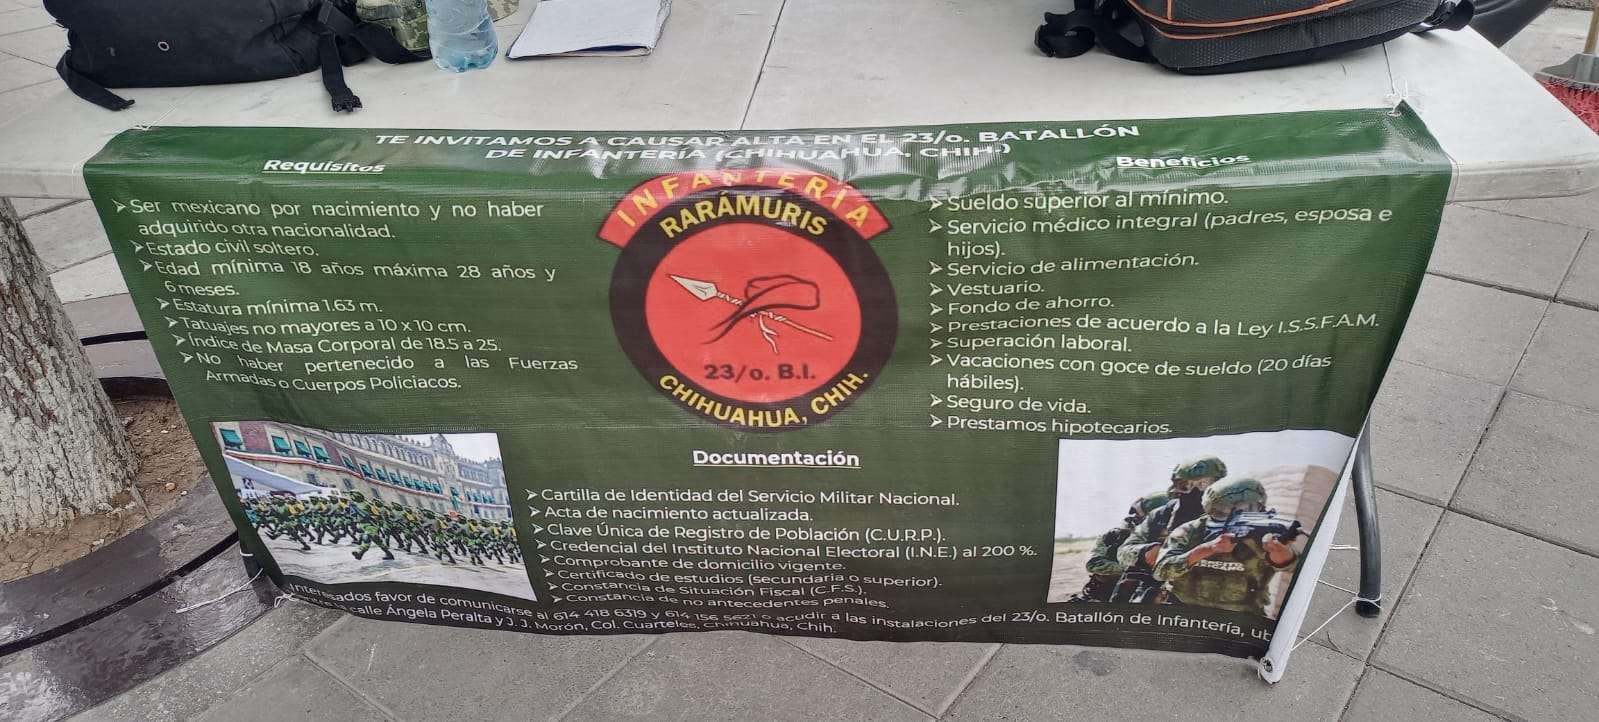 TE INVITAMOS A CAUSAR ALTA EN EL 23/o. BATALLÓN
DE INFANTERÍA (CHIHUAHUA, CHIH.)
Requisitos
➤Ser mexicano por nacimiento y no haber
adquirido otra nacionalidad.
➤Estado civil soltero.
➤Edad mínima 18 años máxima 28 años y
6 meses.
➤Estatura mínima 1.63 m.
➤Tatuajes no mayores a 10 x 10 cm.
➤Índice de Masa Corporal de 18.5 a 25.
➤No haber pertenecido a las Fuerzas
Armadas o Cuerpos Policiacos.
INFANTERÍA
RARÁMURIS
23/o. B.I.
CHIHUAHUA, CHIH.
Beneficios
➤Sueldo superior al mínimo.
➤Servicio médico integral (padres, esposa e
hijos).
➤Servicio de alimentación.
➤Vestuario.
➤Fondo de ahorro.
➤Prestaciones de acuerdo a la Ley I.S.S.F.A.M.
➤Superación laboral.
➤Vacaciones con goce de sueldo (20 días
hábiles).
➤Seguro de vida.
➤Prestamos hipotecarios.
Documentación
➤Cartilla de Identidad del Servicio Militar Nacional.
➤Acta de nacimiento actualizada.
➤Clave Única de Registro de Población (C.U.R.P.).
➤Credencial del Instituto Nacional Electoral (I.N.E.) al 200 %.
➤Comprobante de domicilio vigente.
➤Certificado de estudios (secundaria o superior).
➤Constancia de Situación Fiscal (C.F.S.).
➤Constancia de no antecedentes penales.
Interesados favor de comunicarse al 614 418 6319 y 614 156 5621 o acudir a las instalaciones del 23/o. Batallón de Infantería, ub
la calle Ángela Peralta y J. J. Morón, Col. Cuarteles, Chihuahua, Chih.
EJÉRCITO